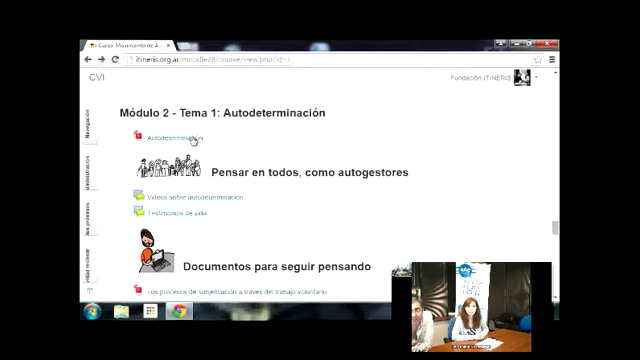 Curso: Movimiento de A
itineris.org.ar/moodle28/course/view.php?id=
CVI
Fundación ITINERIS
Navegación
Módulo 2 - Tema 1: Autodeterminación
Autodeterminación
Pensar en todos, como autogestores
Videos sobre autodeterminación
Testimonios de vida
Documentos para seguir pensando
Los procesos de subjetivación a través del trabajo voluntario